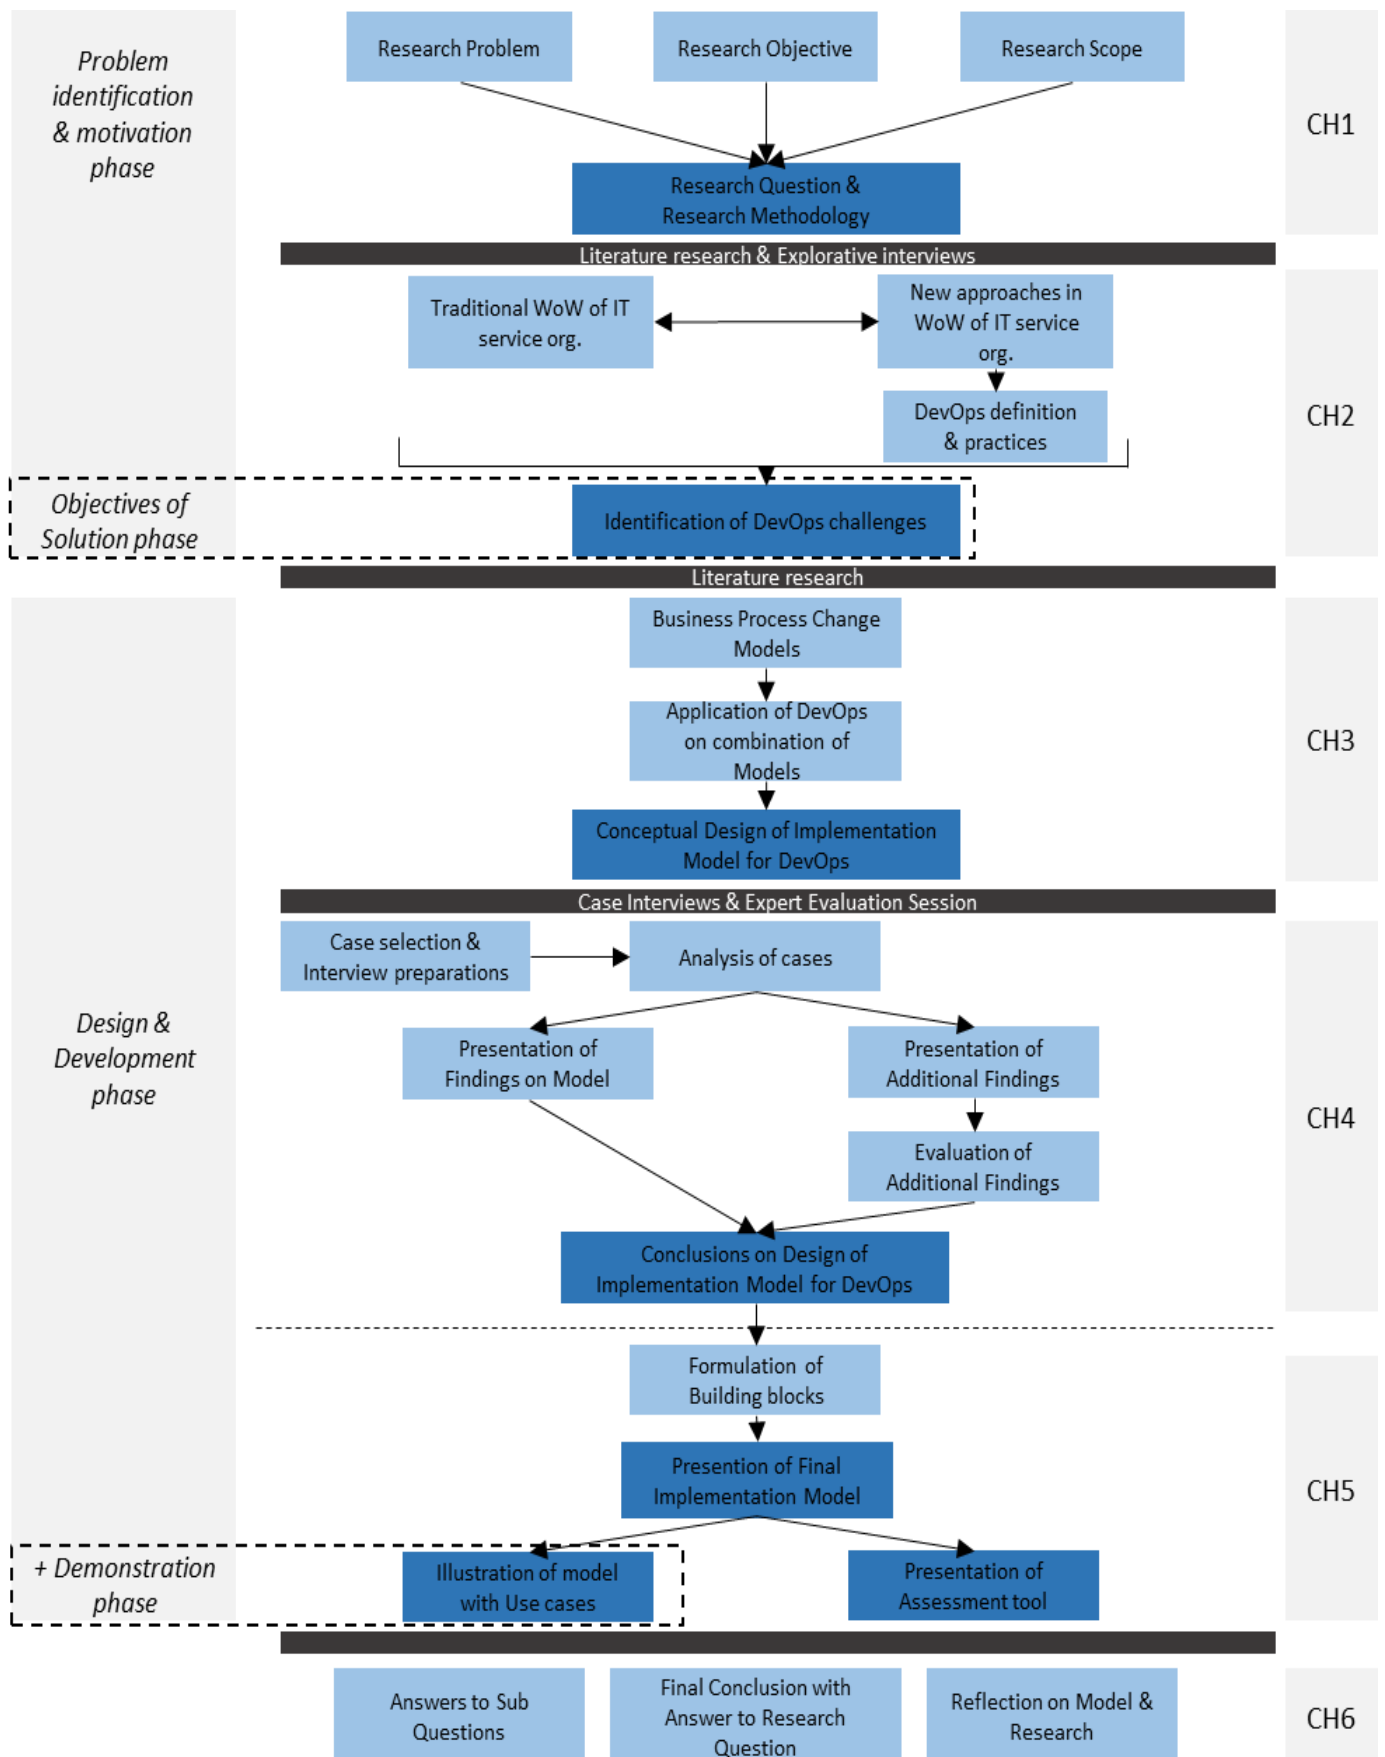 Problem
identification
& motivation
phase
Research Problem
Research Objective
Research Scope
CH1
Research Question &
Research Methodology
Literature research & Explorative interviews
Traditional WoW of IT
service org.
New approaches in
WoW of IT service
org.
DevOps definition
& practices
CH2
Objectives of
Solution phase
Identification of DevOps challenges
Literature research
Business Process Change
Models
Application of DevOps
on combination of
Models
CH3
Conceptual Design of Implementation
Model for DevOps
Case Interviews & Expert Evaluation Session
Case selection &
Interview preparations
Analysis of cases
Design &
Development
phase
Presentation of
Findings on Model
Presentation of
Additional Findings
Evaluation of
Additional Findings
CH4
Conclusions on Design of
Implementation Model for DevOps
Formulation of
Building blocks
Presention of Final
Implementation Model
CH5
+ Demonstration
phase
Illustration of model
with Use cases
Presentation of
Assessment tool
Answers to Sub
Questions
Final Conclusion with
Answer to Research
Question
Reflection on Model &
Research
CH6